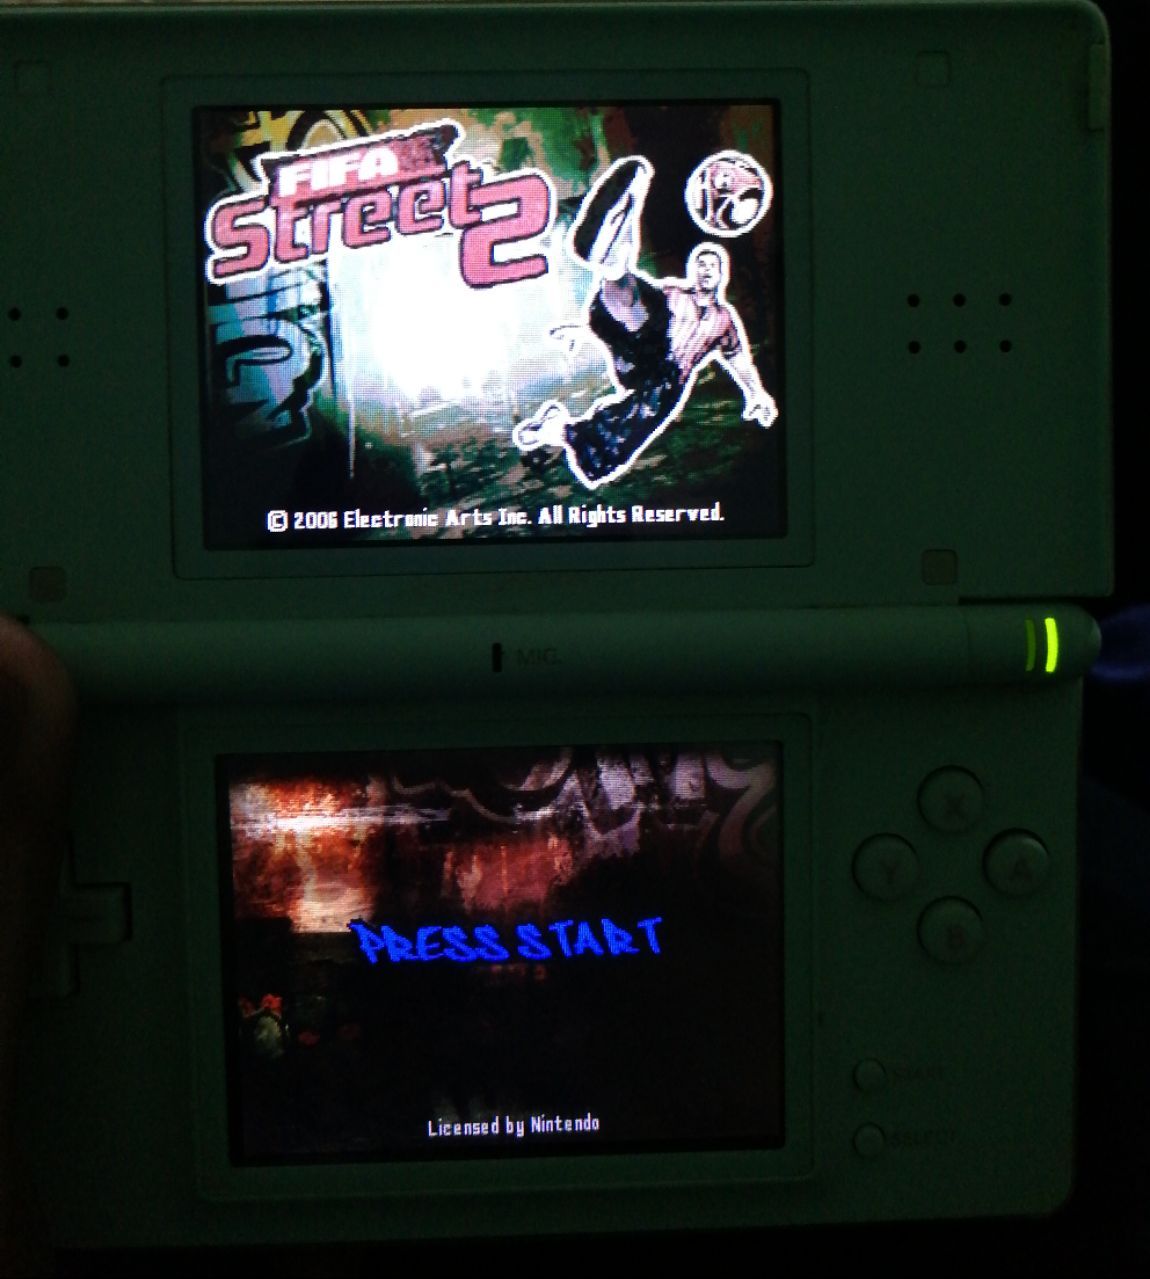 FIFA
Street 2
© 2006 Electronic Arts Inc. All Rights Reserved.
MIC.
PRESS START
X
Y
A
B
START
SELECT
Licensed by Nintendo